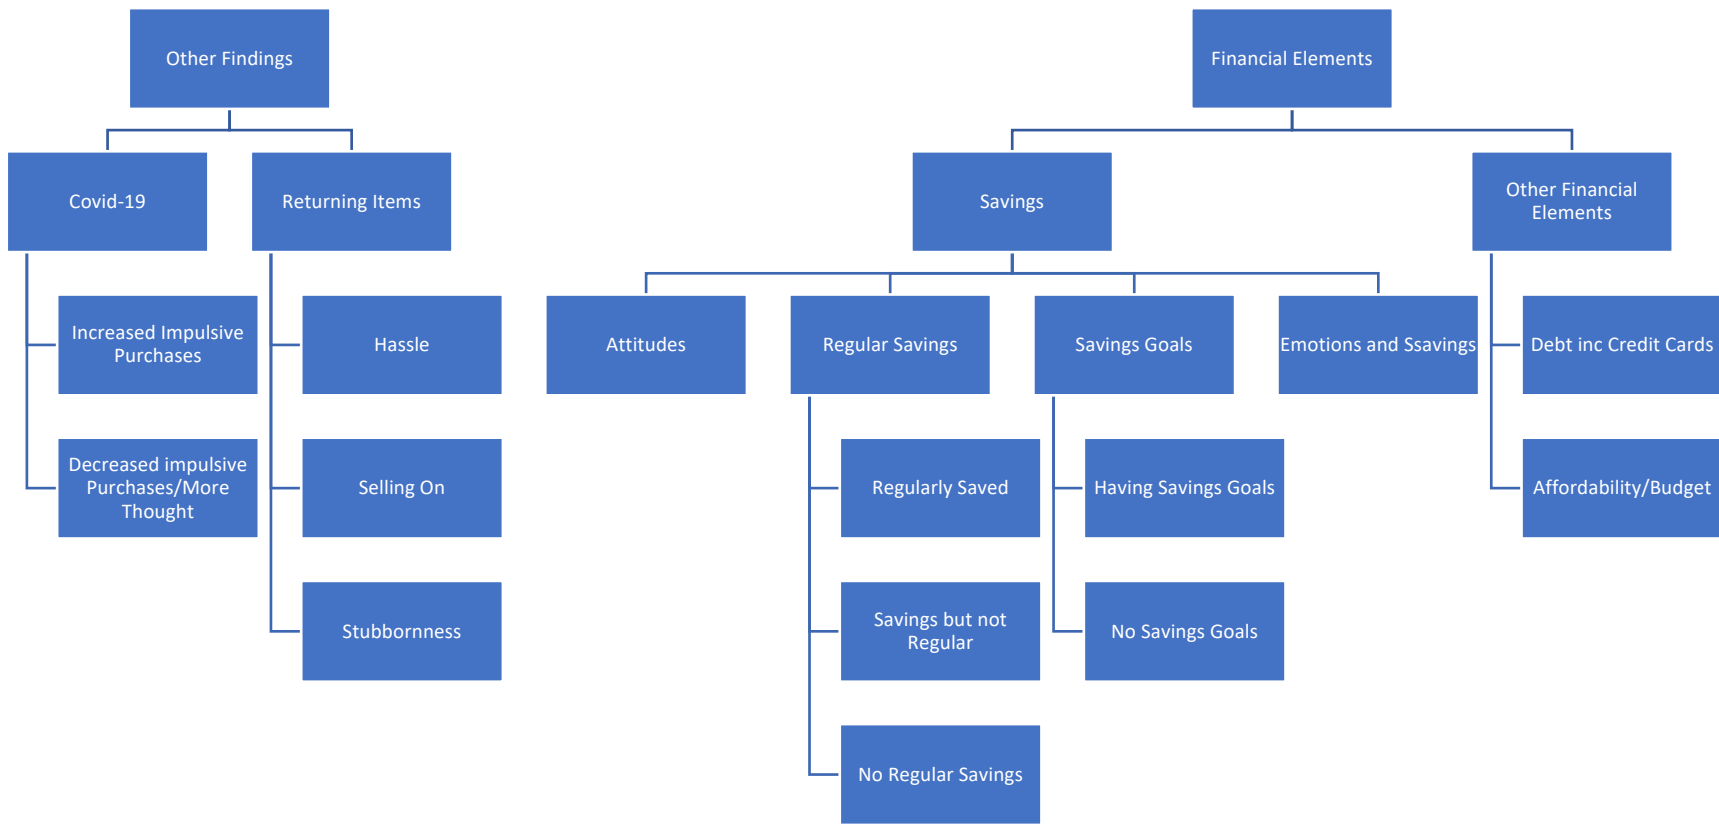 Other Findings
Financial Elements
Covid-19
Returning Items
Savings
Other Financial
Elements
Increased Impulsive
Purchases
Hassle
Attitudes
Regular Savings
Savings Goals
Emotions and Ssavings
Debt inc Credit Cards
Decreased impulsive
Purchases/More
Thought
Selling On
Regularly Saved
Having Savings Goals
Affordability/Budget
Stubbornness
Savings but not
Regular
No Savings Goals
No Regular Savings